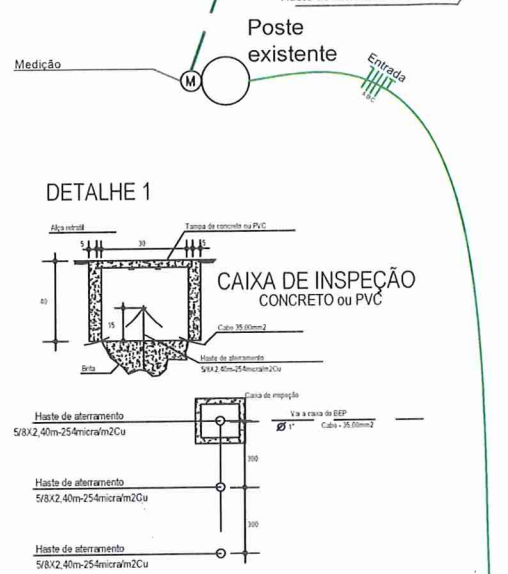 Poste
existente
Medição
M
Entrada
A B C
DETALHE 1
Alça retratil
Tampa de concreto ou PVC
5
30
5
40
15
CAIXA DE INSPEÇÃO
CONCRETO ou PVC
Cabo 35,00mm2
Haste de aterramento
5/8X2,40m-254micra/m2Cu
Brita
Caixa de inspeção
Haste de aterramento
5/8X2,40m-254micra/m2Cu
Vai a caixa do BEP
Ø 1" Cabo - 35,00mm2
300
Haste de aterramento
5/8X2,40m-254micra/m2Cu
300
Haste de aterramento
5/8X2,40m-254micra/m2Cu